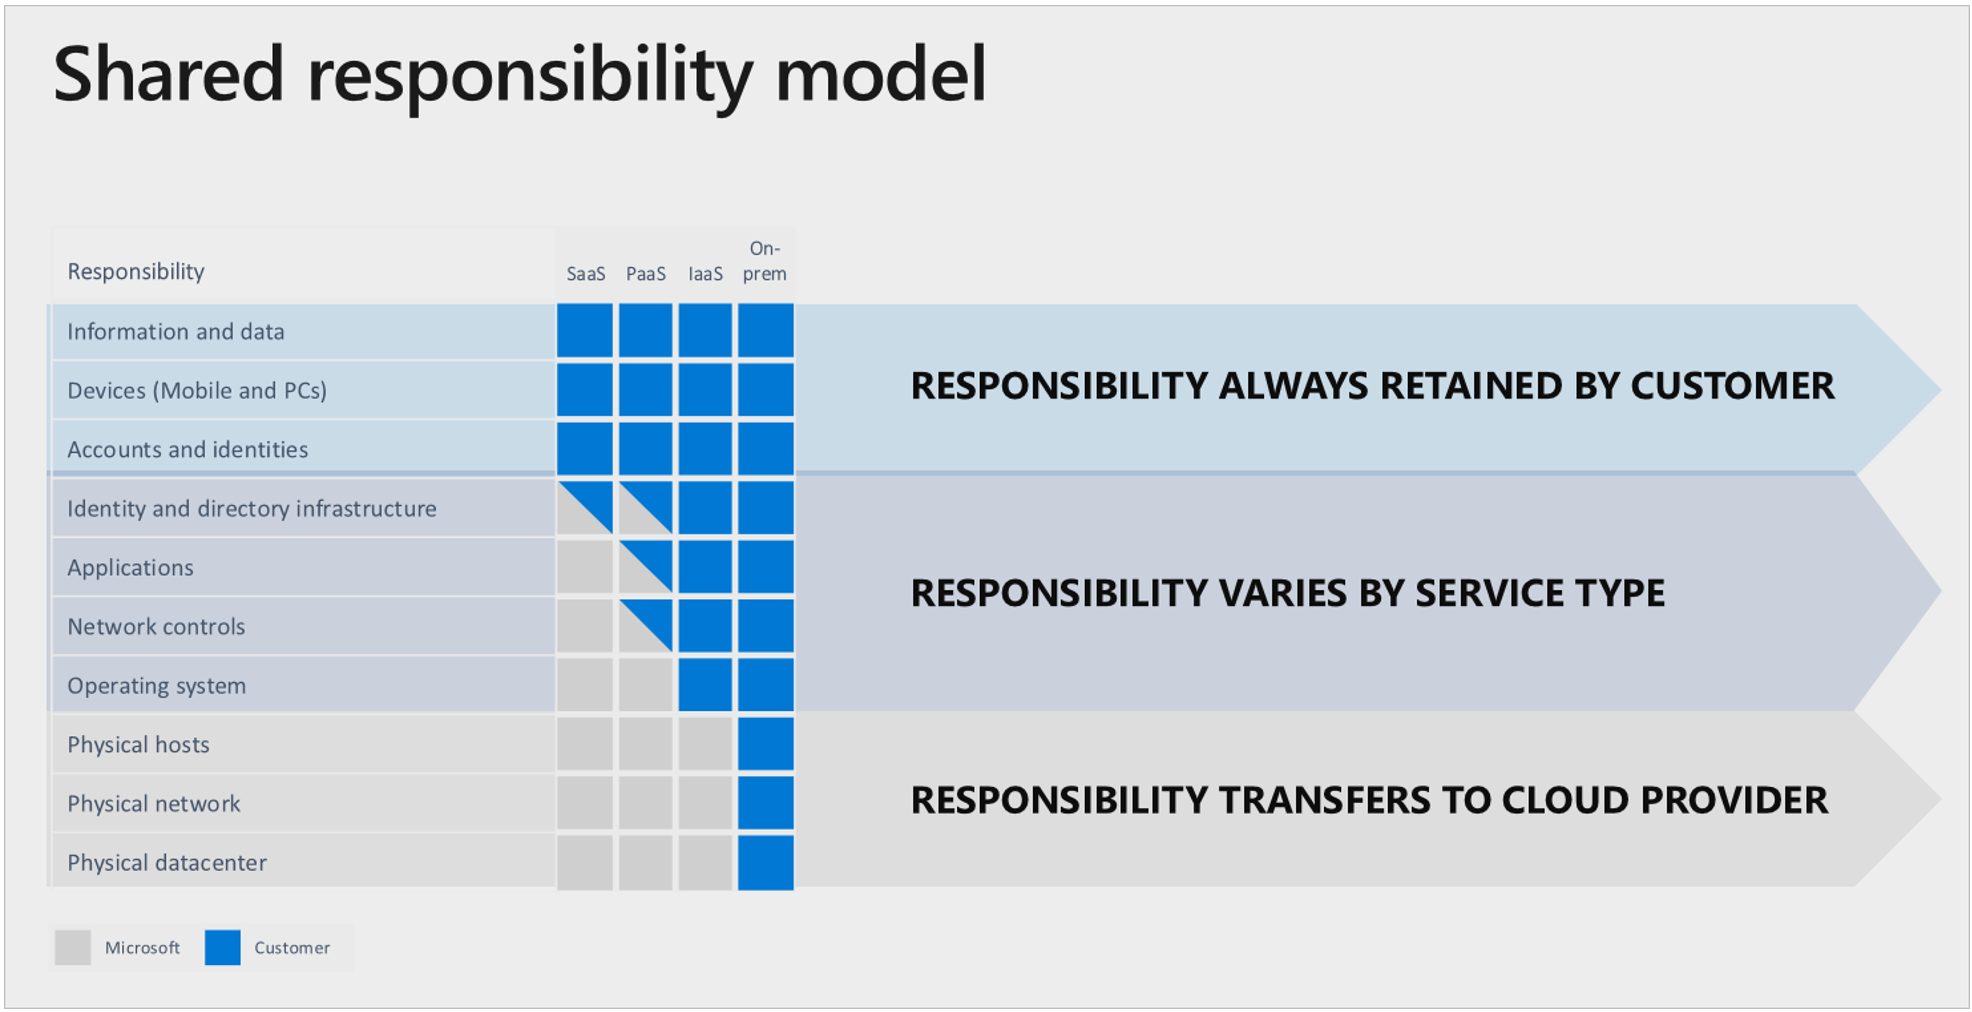 Shared responsibility model
Responsibility
SaaS
PaaS
IaaS
On-
prem
Information and data
Devices (Mobile and PCs)
Accounts and identities
RESPONSIBILITY ALWAYS RETAINED BY CUSTOMER
Identity and directory infrastructure
Applications
Network controls
Operating system
RESPONSIBILITY VARIES BY SERVICE TYPE
Physical hosts
Physical network
Physical datacenter
RESPONSIBILITY TRANSFERS TO CLOUD PROVIDER
Microsoft
Customer